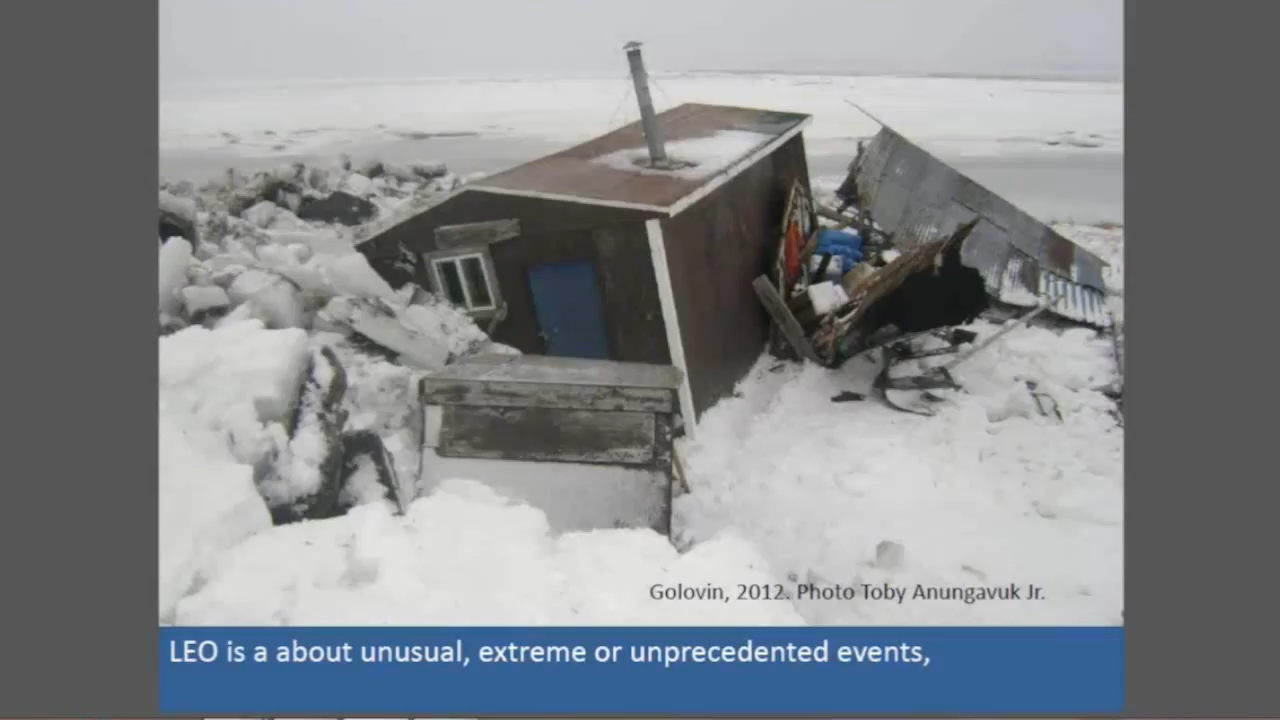 Golovin, 2012. Photo Toby Anungavuk Jr.
LEO is a about unusual, extreme or unprecedented events,